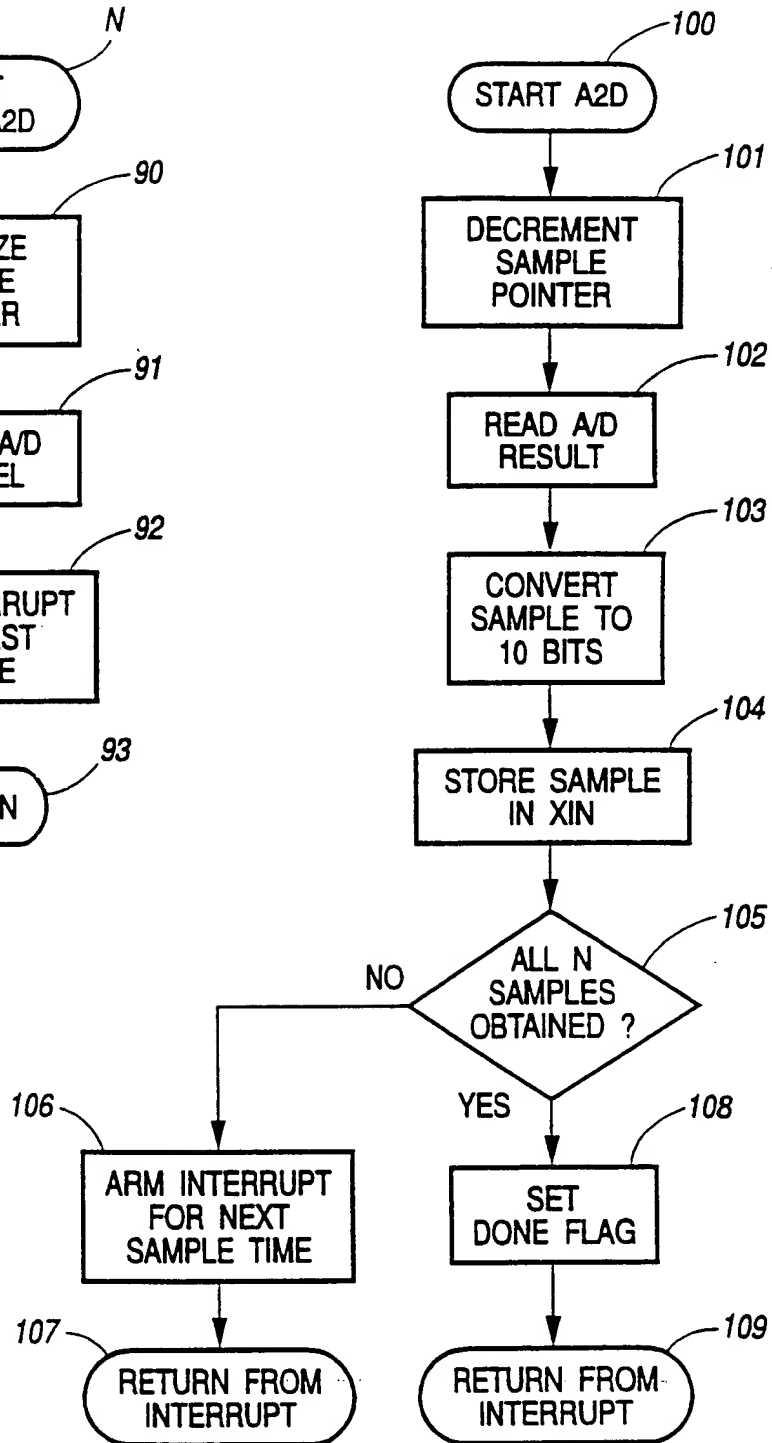 N
A2D
90
ZE
E
R
91
A/D
EL
92
RRUPT
ST
E
93
N
100
START A2D
101
DECREMENT
SAMPLE
POINTER
102
READ A/D
RESULT
103
CONVERT
SAMPLE TO
10 BITS
104
STORE SAMPLE
IN XIN
105
ALL N
SAMPLES
OBTAINED ?
NO
YES
106
ARM INTERRUPT
FOR NEXT
SAMPLE TIME
107
RETURN FROM
INTERRUPT
108
SET
DONE FLAG
109
RETURN FROM
INTERRUPT